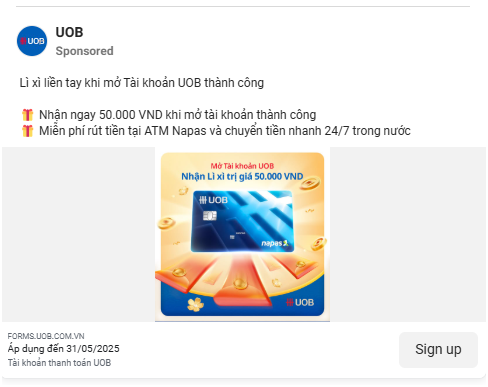 UOB
UOB
Sponsored
Lì xì liền tay khi mở Tài khoản UOB thành công
🎁 Nhận ngay 50.000 VND khi mở tài khoản thành công
🎁 Miễn phí rút tiền tại ATM Napas và chuyển tiền nhanh 24/7 trong nước
Mở Tài khoản UOB
Nhận Lì xì trị giá 50.000 VND
UOB
napas
UOB
FORMS.UOB.COM.VN
Áp dụng đến 31/05/2025
Tài khoản thanh toán UOB
Sign up